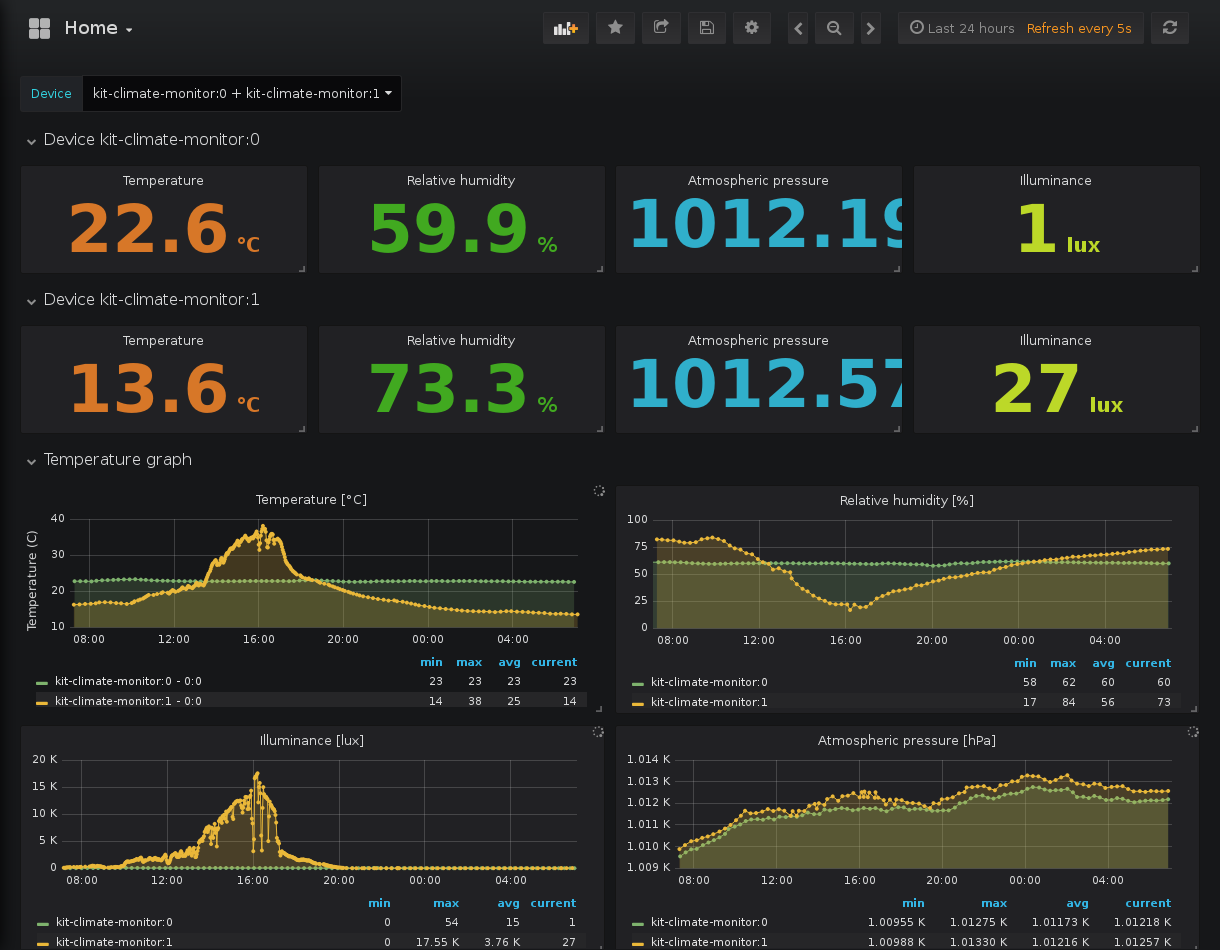 Home
Last 24 hours Refresh every 5s
Device kit-climate-monitor:0 + kit-climate-monitor:1
Device kit-climate-monitor:0
Temperature Relative humidity Atmospheric pressure Illuminance
22.6 °C 59.9 % 1012.19 1 lux
Device kit-climate-monitor:1
Temperature Relative humidity Atmospheric pressure Illuminance
13.6 °C 73.3 % 1012.57 27 lux
Temperature graph
Temperature [°C]
Temperature (C)
40
30
20
10
08:00 12:00 16:00 20:00 00:00 04:00
min max avg current
kit-climate-monitor:0 - 0:0 23 23 23 23
kit-climate-monitor:1 - 0:0 14 38 25 14
Relative humidity [%]
100
75
50
25
0
08:00 12:00 16:00 20:00 00:00 04:00
min max avg current
kit-climate-monitor:0 58 62 60 60
kit-climate-monitor:1 17 84 56 73
Illuminance [lux]
20 K
15 K
10 K
5 K
0
08:00 12:00 16:00 20:00 00:00 04:00
min max avg current
kit-climate-monitor:0 0 54 15 1
kit-climate-monitor:1 0 17.55 K 3.76 K 27
Atmospheric pressure [hPa]
1.014 K
1.013 K
1.012 K
1.011 K
1.010 K
1.009 K
08:00 12:00 16:00 20:00 00:00 04:00
min max avg current
kit-climate-monitor:0 1.00955 K 1.01275 K 1.01173 K 1.01218 K
kit-climate-monitor:1 1.00988 K 1.01330 K 1.01216 K 1.01257 K